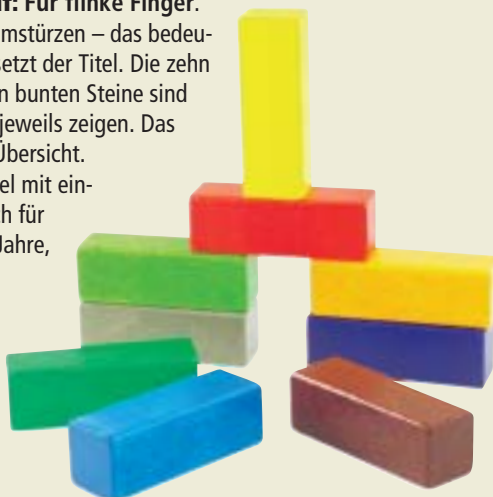 Für flinke Finger.
mstürzen – das bedeu-
setzt der Titel. Die zehn
n bunten Steine sind
jeweils zeigen. Das
Übersicht.
el mit ein-
h für
Jahre,